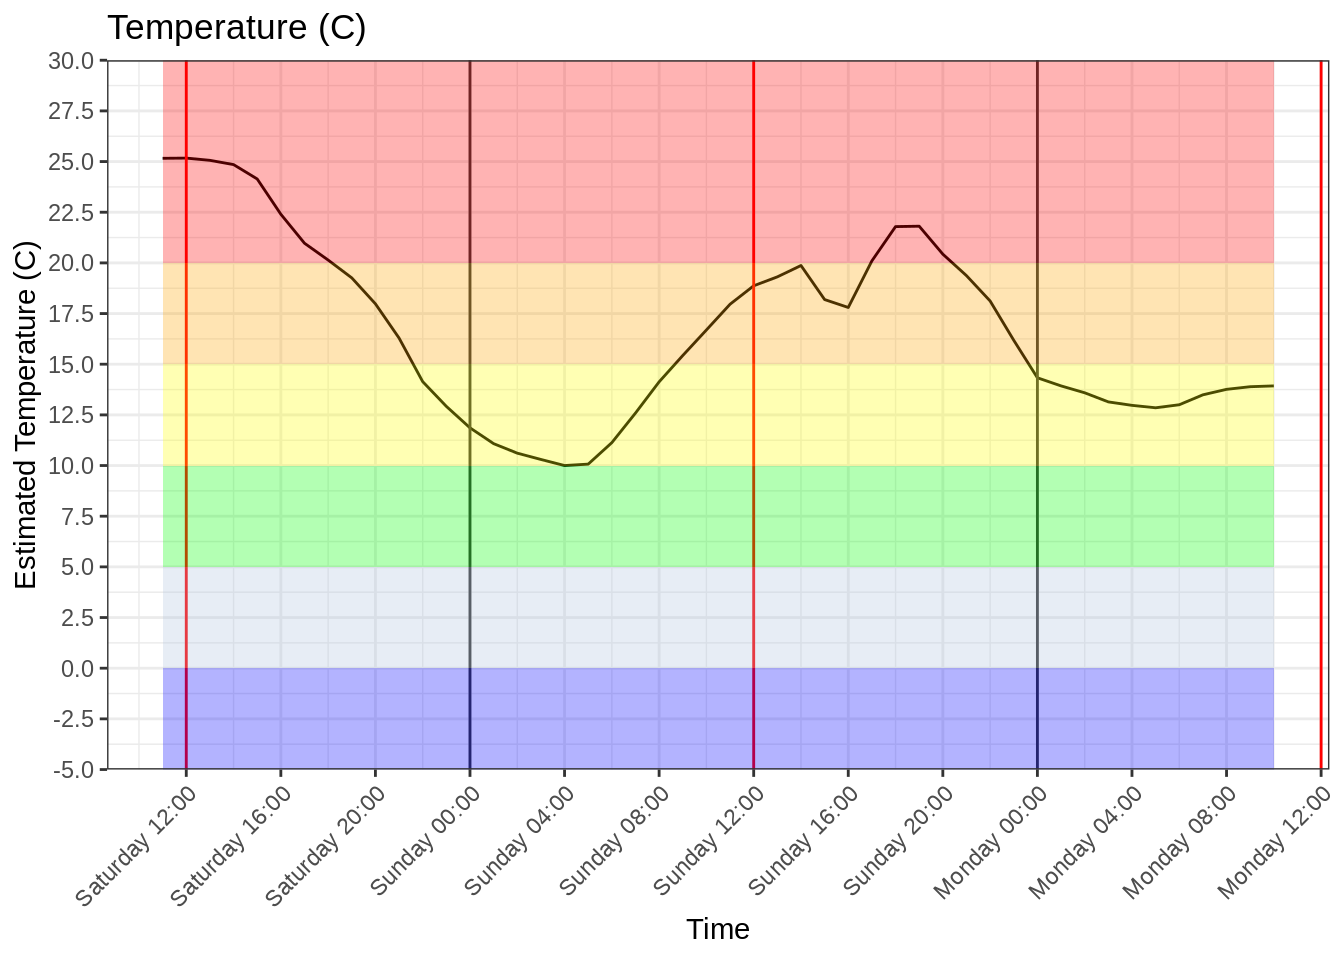 Temperature (C)
Estimated Temperature (C)
30.0
27.5
25.0
22.5
20.0
17.5
15.0
12.5
10.0
7.5
5.0
2.5
0.0
-2.5
-5.0
Saturday 12:00
Saturday 16:00
Saturday 20:00
Sunday 00:00
Sunday 04:00
Sunday 08:00
Sunday 12:00
Sunday 16:00
Sunday 20:00
Monday 00:00
Monday 04:00
Monday 08:00
Monday 12:00
Time